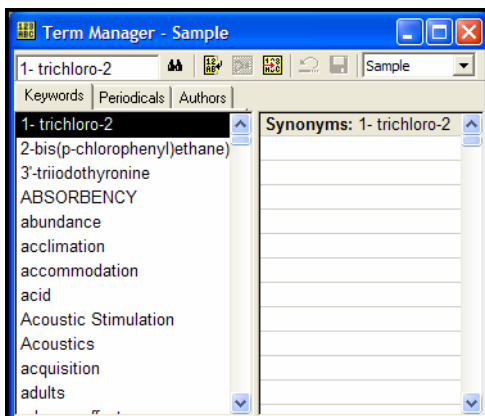 Term Manager - Sample
1- trichloro-2
Sample
Keywords Periodicals Authors
1- trichloro-2
2-bis(p-chlorophenyl)ethane)
3'-triiodothyronine
ABSORBENCY
abundance
acclimation
accommodation
acid
Acoustic Stimulation
Acoustics
acquisition
adults
Synonyms: 1- trichloro-2